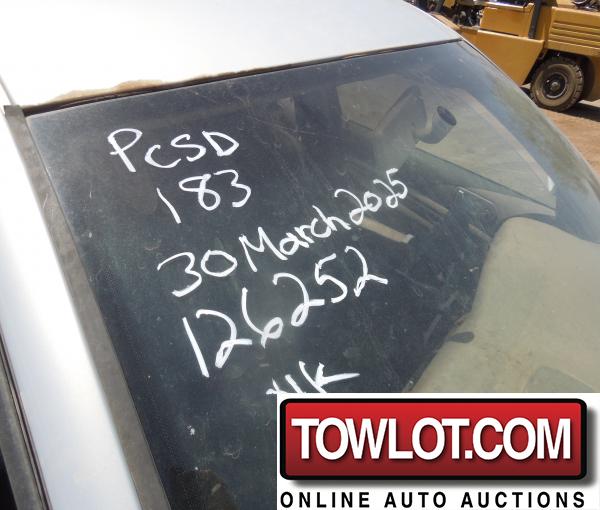 PCSD
183
30 March 2025
126252
TOWLOT.COM
ONLINE AUTO AUCTIONS